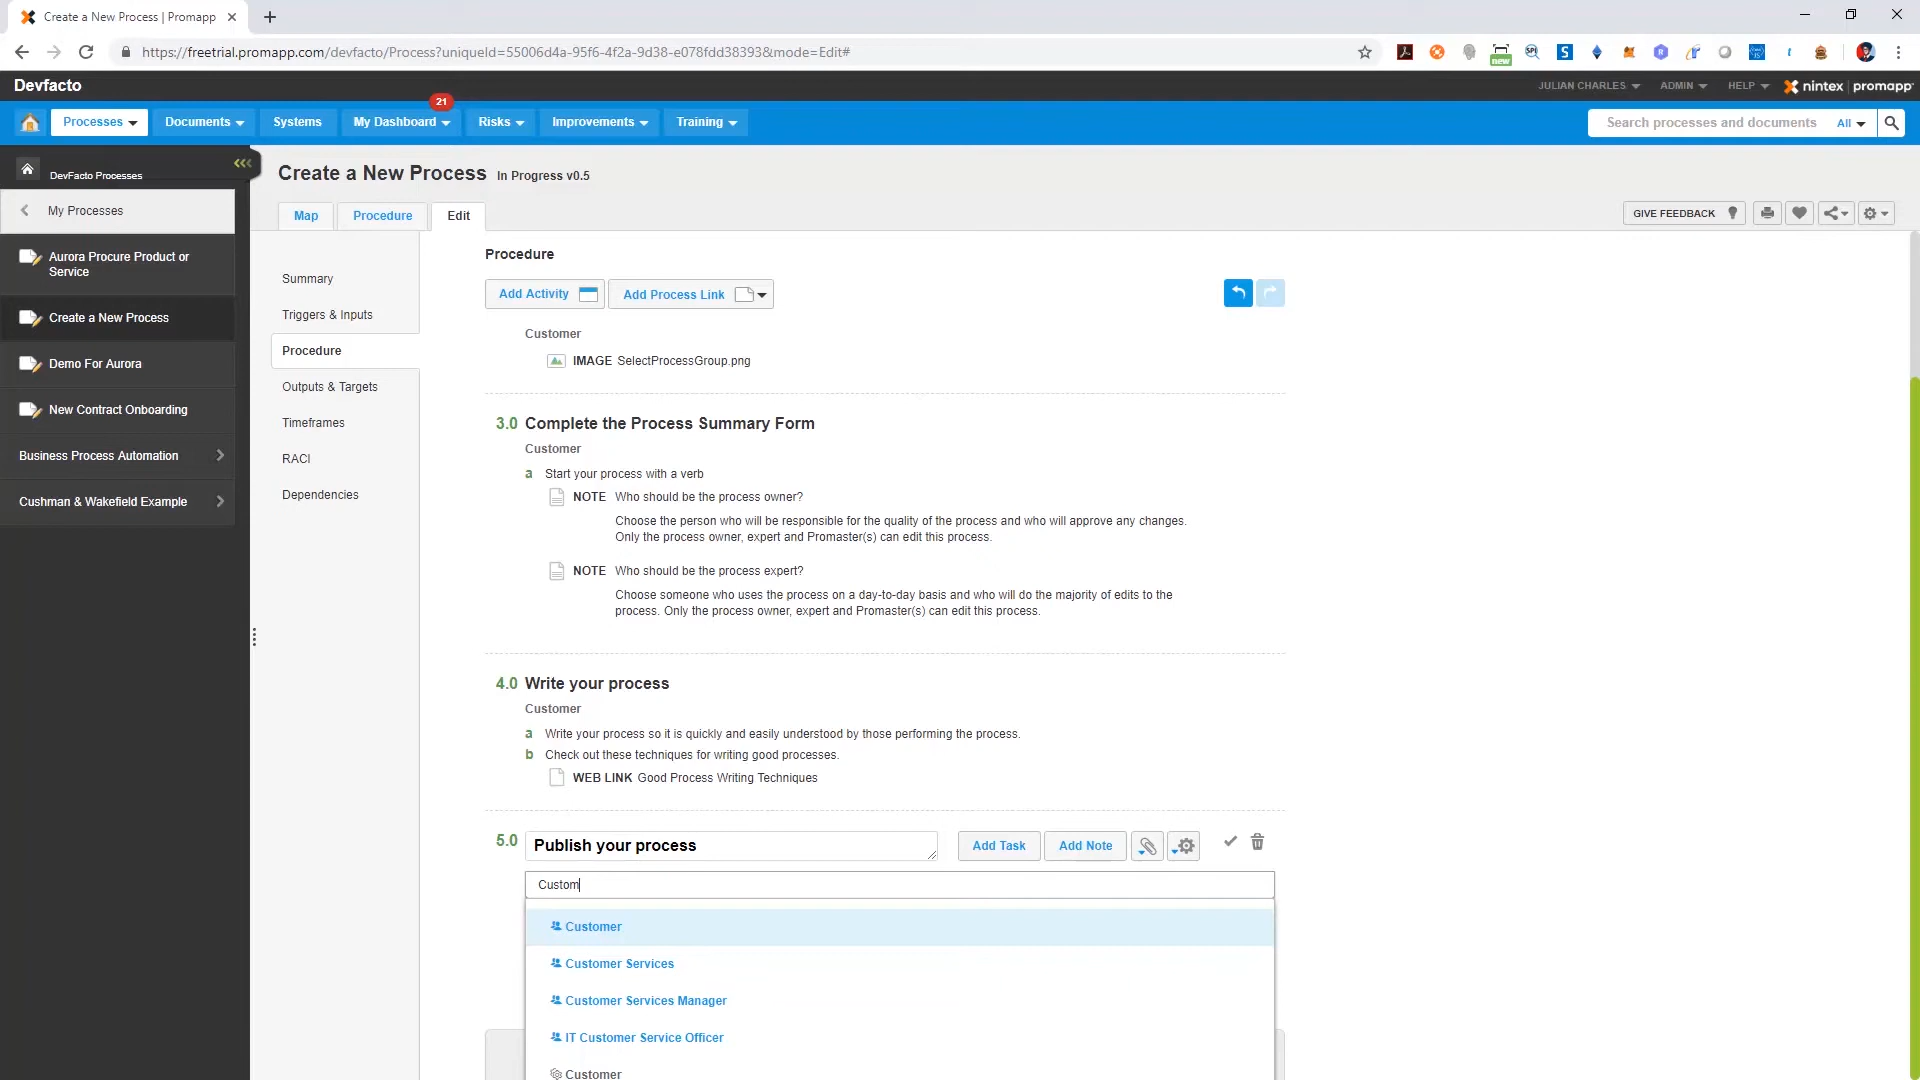 Create a New Process | Promapp
https://freetrial.promapp.com/devfacto/Process?uniqueId=55006d4a-95f6-4f2a-9d38-e078fdd38393&mode=Edit#
new
S
Devfacto
JULIAN CHARLES
ADMIN
HELP
nintex | promapp
21
Processes
Documents
Systems
My Dashboard
Risks
Improvements
Training
Search processes and documents
All
DevFacto Processes
My Processes
Aurora Procure Product or
Service
Create a New Process
Demo For Aurora
New Contract Onboarding
Business Process Automation
Cushman & Wakefield Example
Create a New Process In Progress v0.5
Map
Procedure
Edit
GIVE FEEDBACK
Summary
Triggers & Inputs
Procedure
Outputs & Targets
Timeframes
RACI
Dependencies
Procedure
Add Activity
Add Process Link
Customer
IMAGE SelectProcessGroup.png
3.0 Complete the Process Summary Form
Customer
a Start your process with a verb
NOTE Who should be the process owner?
Choose the person who will be responsible for the quality of the process and who will approve any changes.
Only the process owner, expert and Promaster(s) can edit this process.
NOTE Who should be the process expert?
Choose someone who uses the process on a day-to-day basis and who will do the majority of edits to the
process. Only the process owner, expert and Promaster(s) can edit this process.
4.0 Write your process
Customer
a Write your process so it is quickly and easily understood by those performing the process.
b Check out these techniques for writing good processes.
WEB LINK Good Process Writing Techniques
5.0 Publish your process
Add Task
Add Note
Custom
Customer
Customer Services
Customer Services Manager
IT Customer Service Officer
Customer